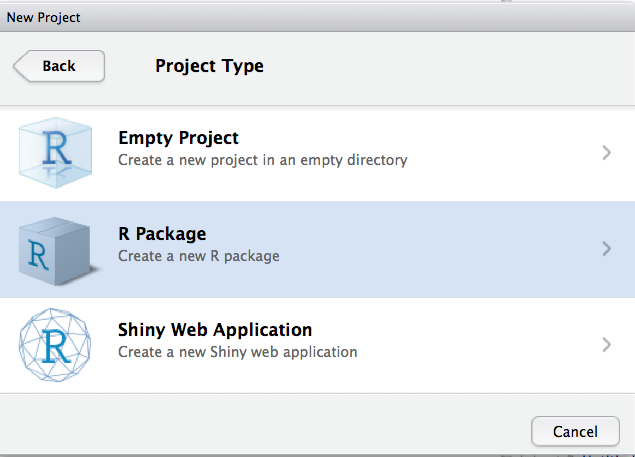 New Project
Back
Project Type
R
Empty Project
Create a new project in an empty directory
R
R Package
Create a new R package
R
Shiny Web Application
Create a new Shiny web application
Cancel